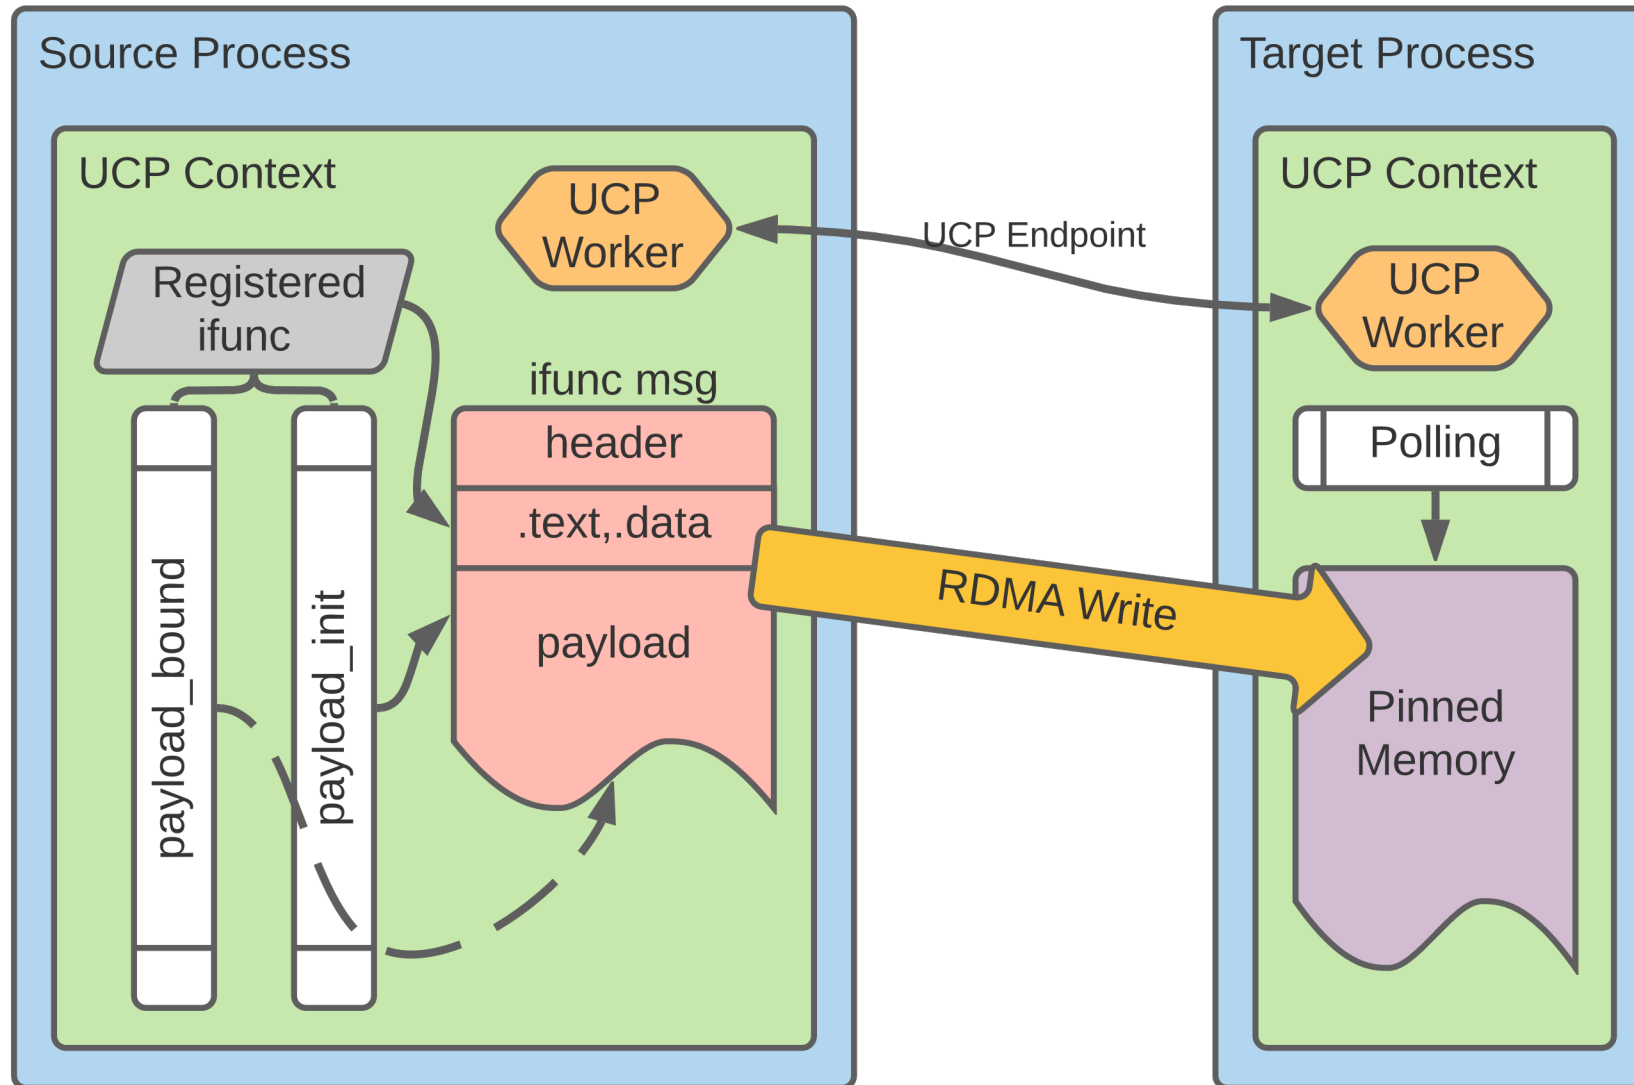 Source Process
UCP Context
UCP
Worker
Registered
ifunc
ifunc msg
header
.text,.data
payload
payload_bound
payload_init
UCP Endpoint
RDMA Write
Target Process
UCP Context
UCP
Worker
Polling
Pinned
Memory